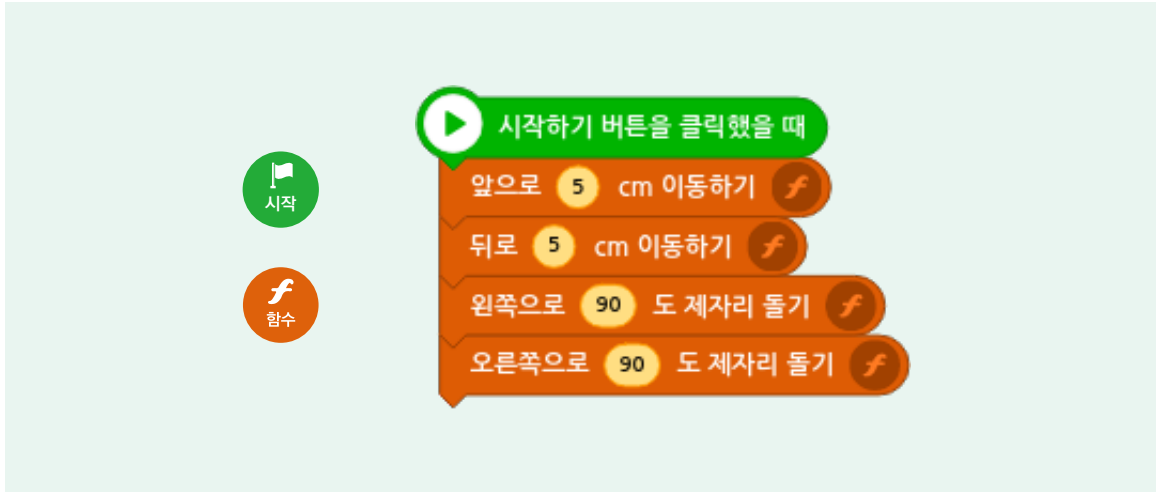 시작하기 버튼을 클릭했을 때
시작
앞으로 5 cm 이동하기
뒤로 5 cm 이동하기
함수
왼쪽으로 90 도 제자리 돌기
오른쪽으로 90 도 제자리 돌기